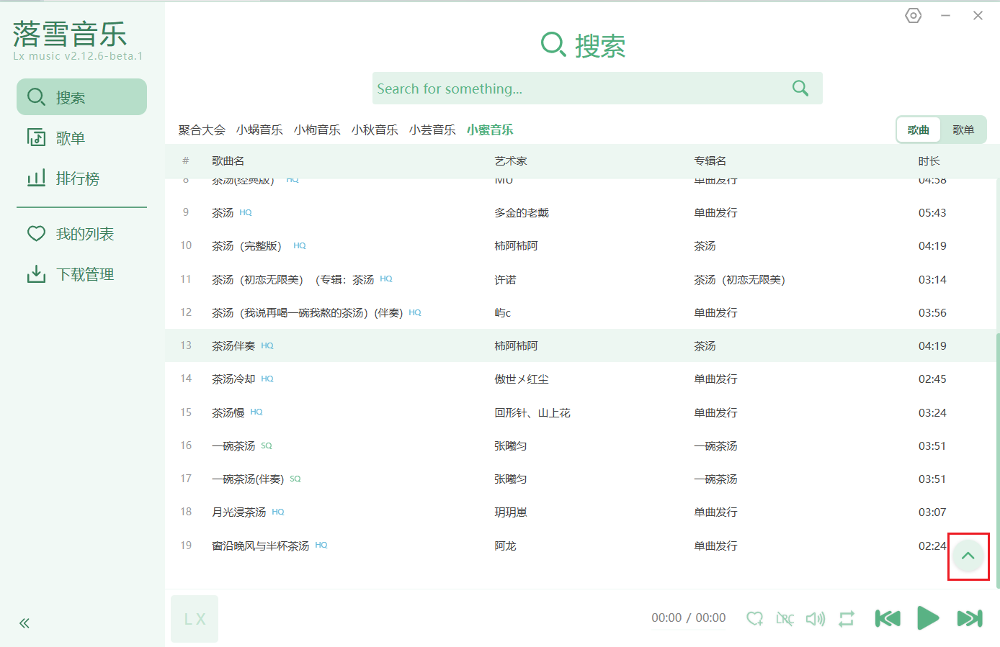 落雪音乐
Lx music v2.12.6-beta.1
搜索
歌单
排行榜
我的列表
下载管理
搜索
Search for something...
聚合大会 小蜗音乐 小枸音乐 小秋音乐 小芸音乐 小蜜音乐
歌曲 歌单
# 歌曲名 艺术家 专辑名 时长
8 茶汤(经典版) HQ MU 单曲发行 04:58
9 茶汤 HQ 多金的老戴 单曲发行 05:43
10 茶汤（完整版） HQ 柿阿柿阿 茶汤 04:19
11 茶汤（初恋无限美）（专辑：茶汤 HQ 许诺 茶汤（初恋无限美） 03:14
12 茶汤（我说再喝一碗我熬的茶汤）(伴奏) HQ 屿c 单曲发行 03:56
13 茶汤伴奏 HQ 柿阿柿阿 茶汤 04:19
14 茶汤冷却 HQ 傲世乄红尘 单曲发行 02:45
15 茶汤慢 HQ 回形针、山上花 单曲发行 03:24
16 一碗茶汤 SQ 张曦匀 一碗茶汤 03:51
17 一碗茶汤(伴奏) SQ 张曦匀 一碗茶汤 03:51
18 月光浸茶汤 HQ 玥玥崽 单曲发行 03:07
19 窗沿晚风与半杯茶汤 HQ 阿龙 单曲发行 02:24
L X
00:00 / 00:00
LRC